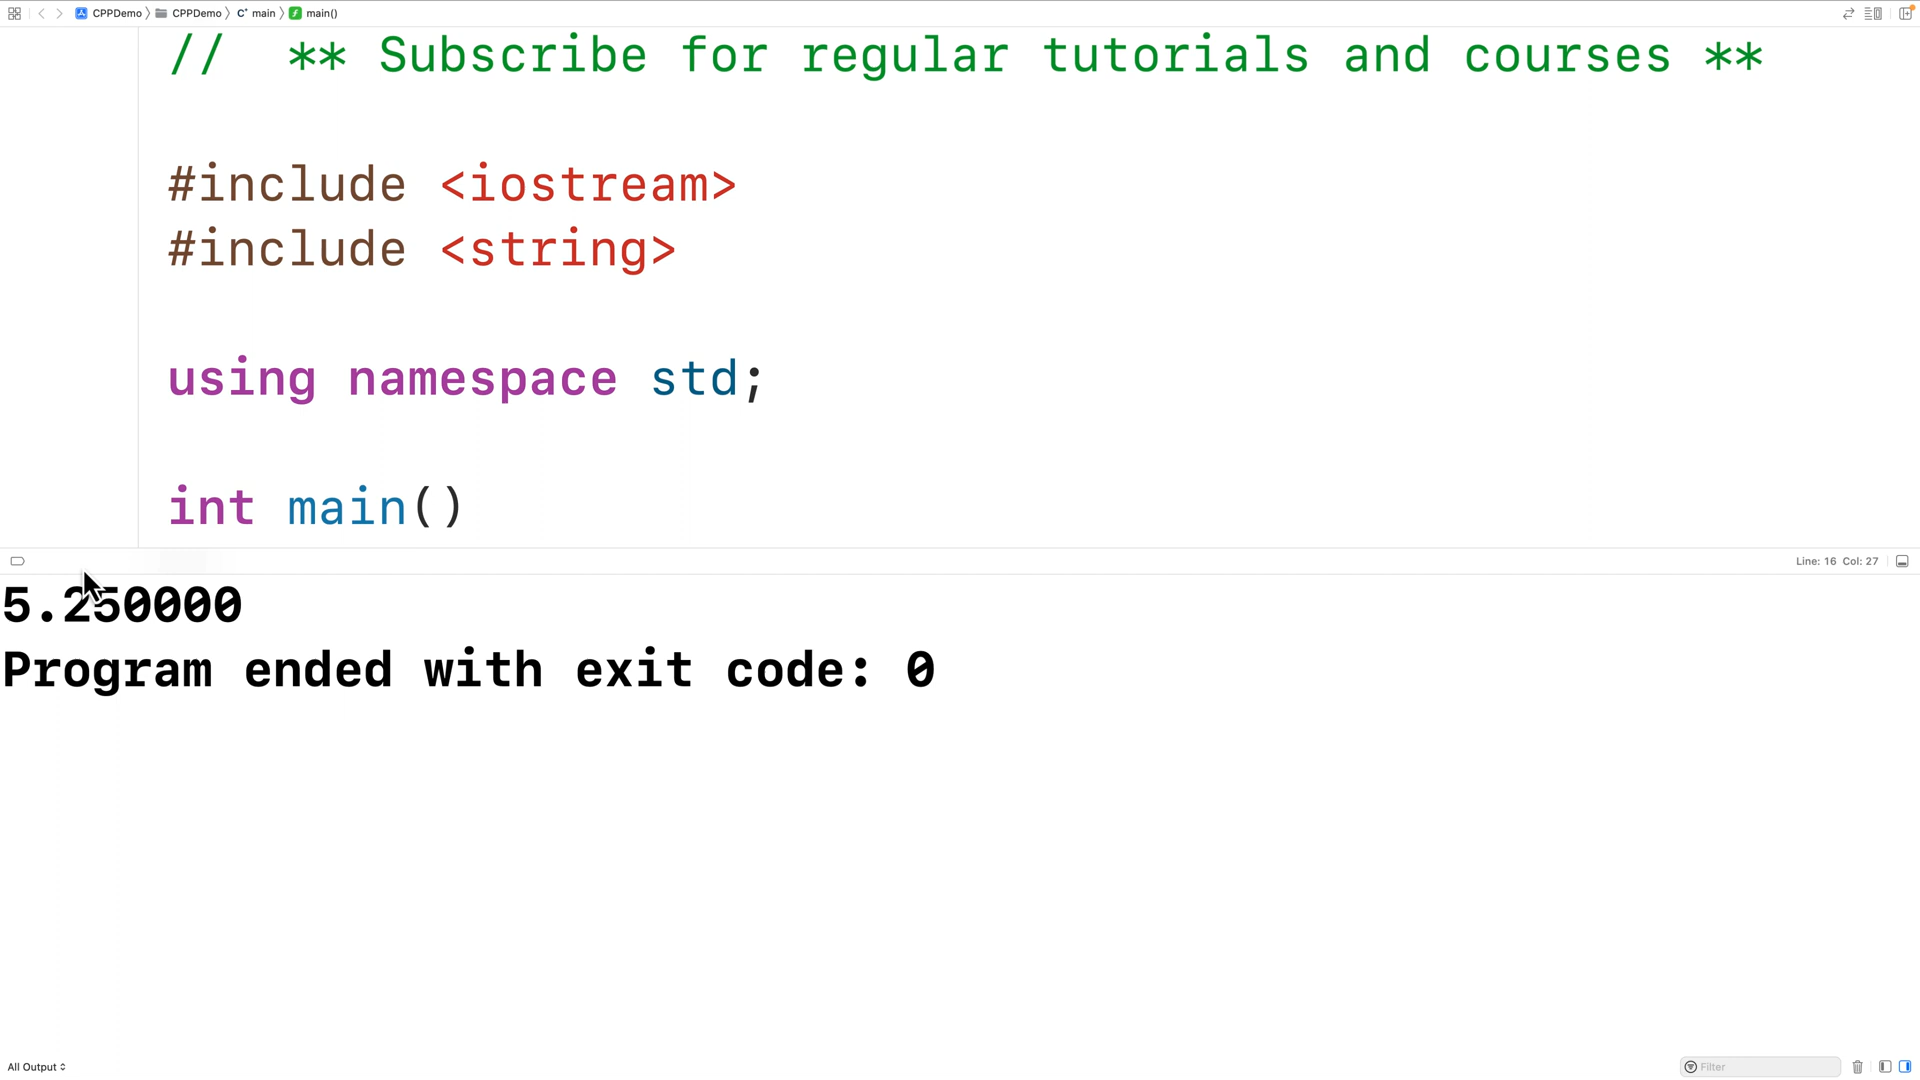 CPPDemo CPPDemo C+ main f main()
//  ** Subscribe for regular tutorials and courses **
#include <iostream>
#include <string>
using namespace std;
int main()
Line: 16 Col: 27
5.250000
Program ended with exit code: 0
All Output
Filter